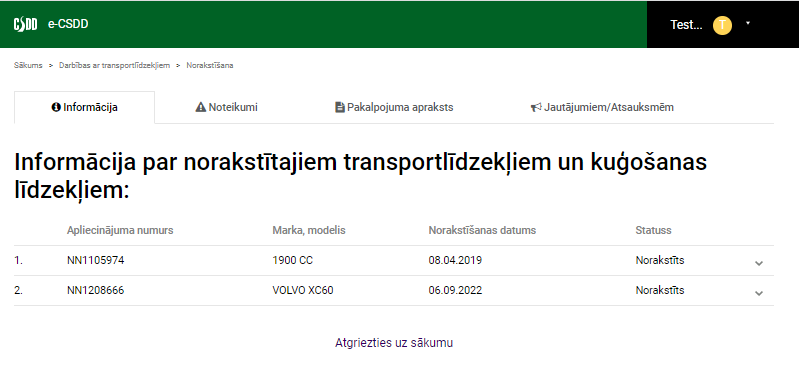 CSDD e-CSDD Test... T
Sākums > Darbības ar transportlīdzekļiem > Norakstīšana
Informācija Noteikumi Pakalpojuma apraksts Jautājumiem/Atsauksmēm
Informācija par norakstītajiem transportlīdzekļiem un kuģošanas
līdzekļiem:
Apliecinājuma numurs Marka, modelis Norakstīšanas datums Statuss
1. NN1105974 1900 CC 08.04.2019 Norakstīts
2. NN1208666 VOLVO XC60 06.09.2022 Norakstīts
Atgriezties uz sākumu